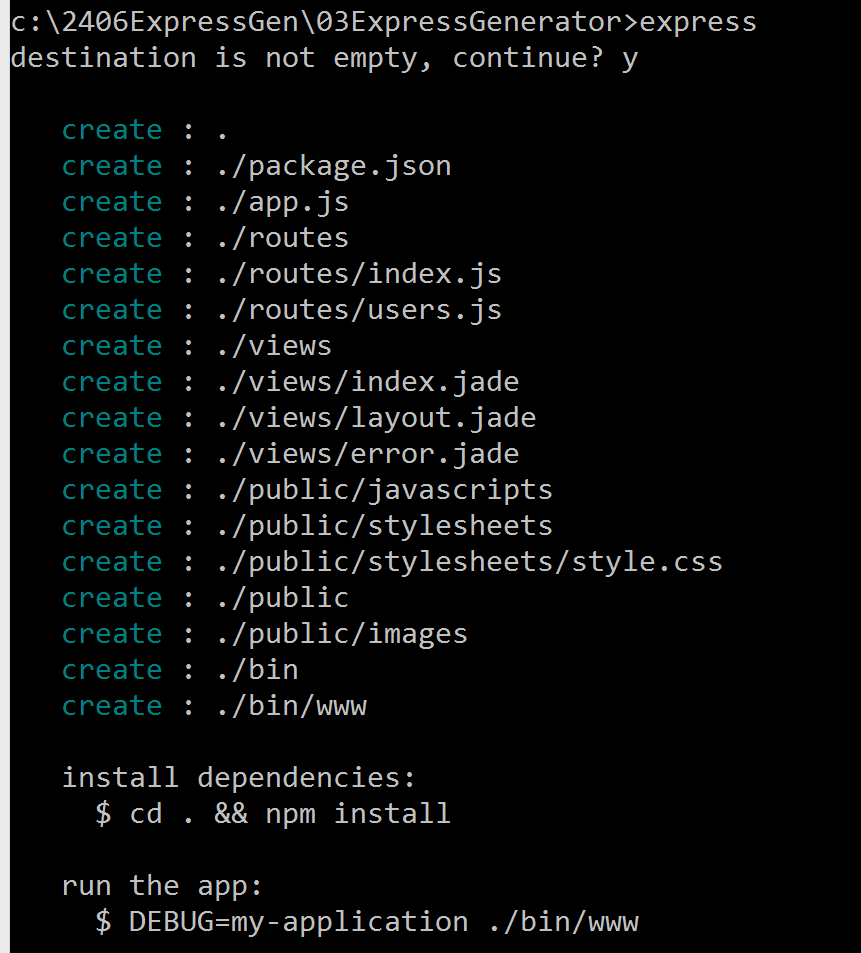 c:\2406ExpressGen\03ExpressGenerator>express
destination is not empty, continue? y
create : .
create : ./package.json
create : ./app.js
create : ./routes
create : ./routes/index.js
create : ./routes/users.js
create : ./views
create : ./views/index.jade
create : ./views/layout.jade
create : ./views/error.jade
create : ./public/javascripts
create : ./public/stylesheets
create : ./public/stylesheets/style.css
create : ./public
create : ./public/images
create : ./bin
create : ./bin/www
install dependencies:
$ cd . && npm install
run the app:
$ DEBUG=my-application ./bin/www